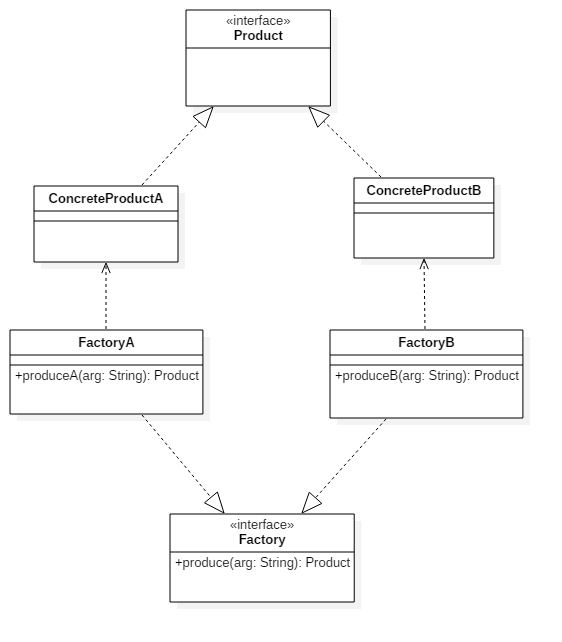 «interface»
Product
ConcreteProductA
ConcreteProductB
FactoryA
+produceA(arg: String): Product
FactoryB
+produceB(arg: String): Product
«interface»
Factory
+produce(arg: String): Product